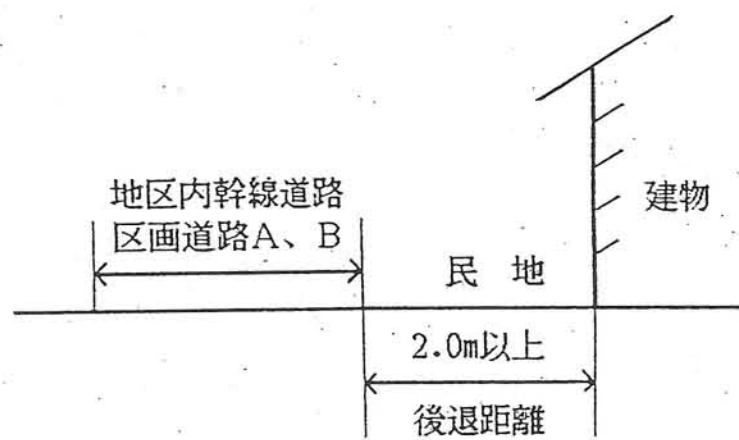 地区内幹線道路
区画道路A、B
建物
民 地
2.0m以上
後退距離